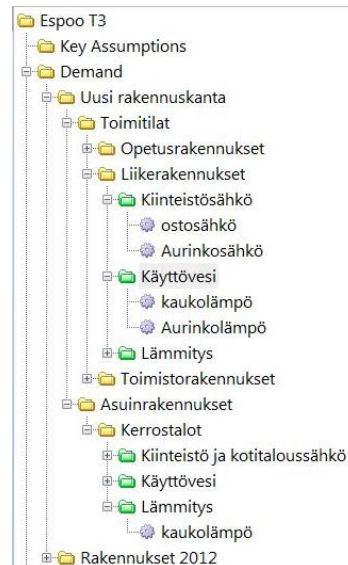 Espoo T3
Key Assumptions
Demand
Uusi rakennuskanta
Toimitilat
Opetusrakennukset
Liikerakennukset
Kiinteistösähkö
ostosähkö
Aurinkosähkö
Käyttövesi
kaukolämpö
Aurinkolämpö
Lämmitys
Toimistorakennukset
Asuinrakennukset
Kerrostalot
Kiinteistö ja kotitaloussähkö
Käyttövesi
Lämmitys
kaukolämpö
Rakennukset 2012